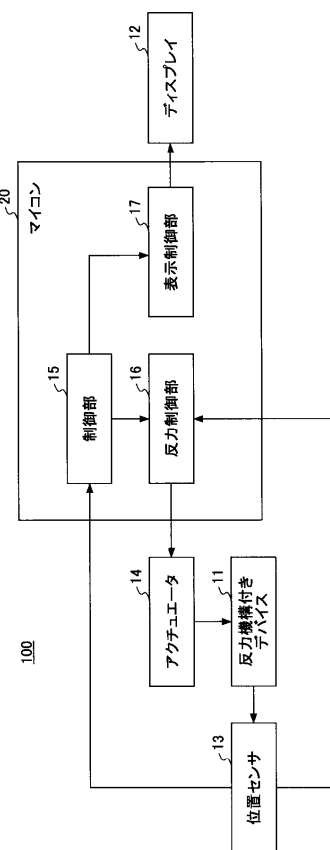 20
100
マイコン
15
制御部
14
16
17
12
アクチュエータ
反力制御部
表示制御部
ディスプレイ
13
11
位置センサ
反力機構付き
デバイス